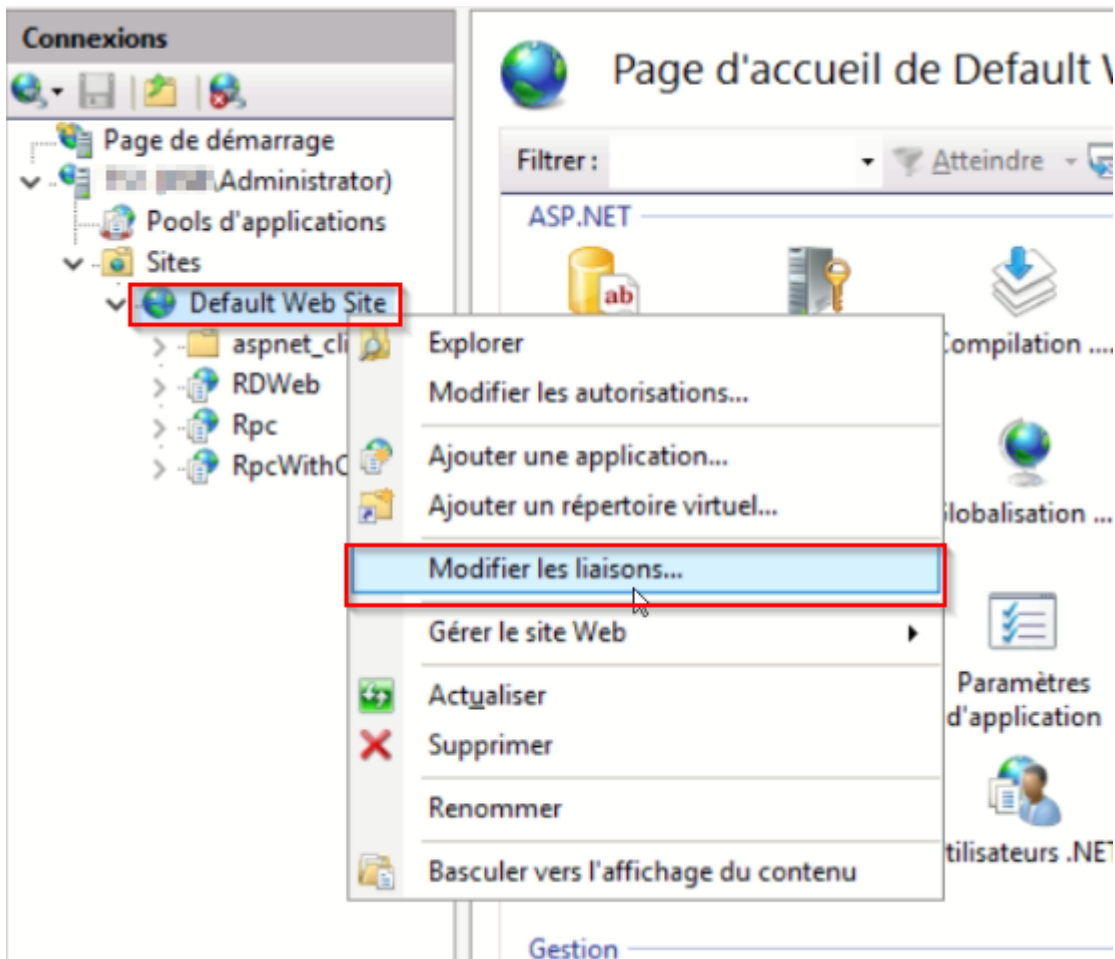 Connexions
Page de démarrage
\Administrator)
Pools d'applications
Sites
Default Web Site
aspnet_cli
RDWeb
Rpc
RpcWithC
Page d'accueil de Default
Filtrer :
Atteindre
ASP.NET
ab
Explorer
Modifier les autorisations...
Ajouter une application...
Ajouter un répertoire virtuel...
Modifier les liaisons...
Gérer le site Web
Actualiser
Supprimer
Renommer
Basculer vers l'affichage du contenu
ompilation ....
lobalisation ...
Paramètres
d'application
tilisateurs .NET
Gestion